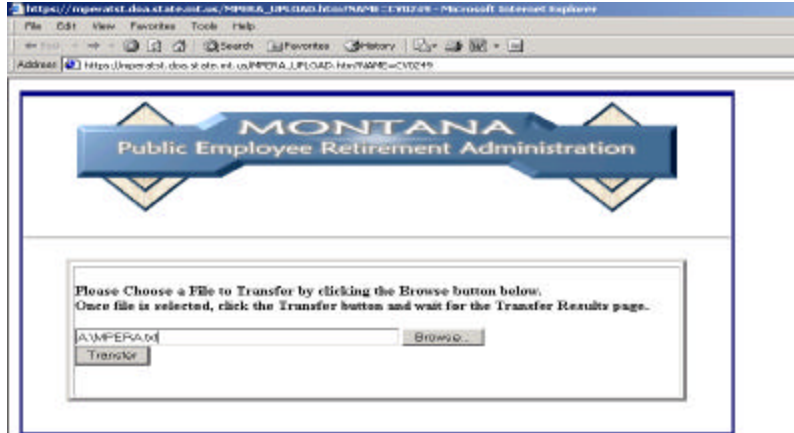 https://mperatst.doa.state.mt.us/MPERA_UPLOAD.htm?NAME=CV0249 - Microsoft Internet Explorer
File Edit View Favorites Tools Help
Search Favorites History
Address https://mperatst.doa.state.mt.us/MPERA_UPLOAD.htm?NAME=CV0249
MONTANA
Public Employee Retirement Administration
Please Choose a File to Transfer by clicking the Browse button below.
Once file is selected, click the Transfer button and wait for the Transfer Results page.
A:\MPERA.txt Browse...
Transfer